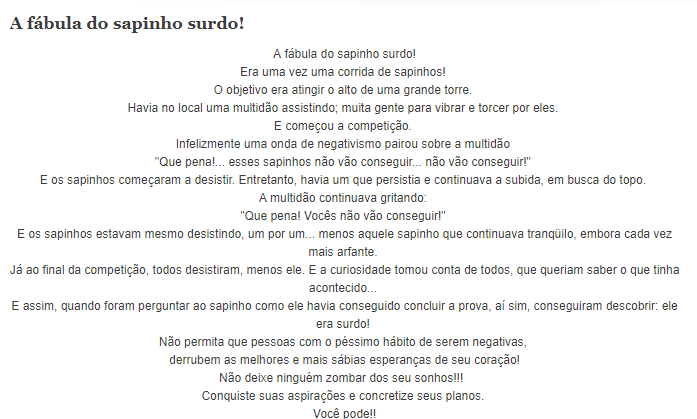 A fábula do sapinho surdo!
A fábula do sapinho surdo!
Era uma vez uma corrida de sapinhos!
O objetivo era atingir o alto de uma grande torre.
Havia no local uma multidão assistindo; muita gente para vibrar e torcer por eles.
E começou a competição.
Infelizmente uma onda de negativismo pairou sobre a multidão
"Que pena!... esses sapinhos não vão conseguir... não vão conseguir!"
E os sapinhos começaram a desistir. Entretanto, havia um que persistia e continuava a subida, em busca do topo.
A multidão continuava gritando:
"Que pena! Vocês não vão conseguir!"
E os sapinhos estavam mesmo desistindo, um por um... menos aquele sapinho que continuava tranqüilo, embora cada vez
mais arfante.
Já ao final da competição, todos desistiram, menos ele. E a curiosidade tomou conta de todos, que queriam saber o que tinha
acontecido...
E assim, quando foram perguntar ao sapinho como ele havia conseguido concluir a prova, aí sim, conseguiram descobrir: ele
era surdo!
Não permita que pessoas com o péssimo hábito de serem negativas,
derrubem as melhores e mais sábias esperanças de seu coração!
Não deixe ninguém zombar dos seu sonhos!!!
Conquiste suas aspirações e concretize seus planos.
Você pode!!